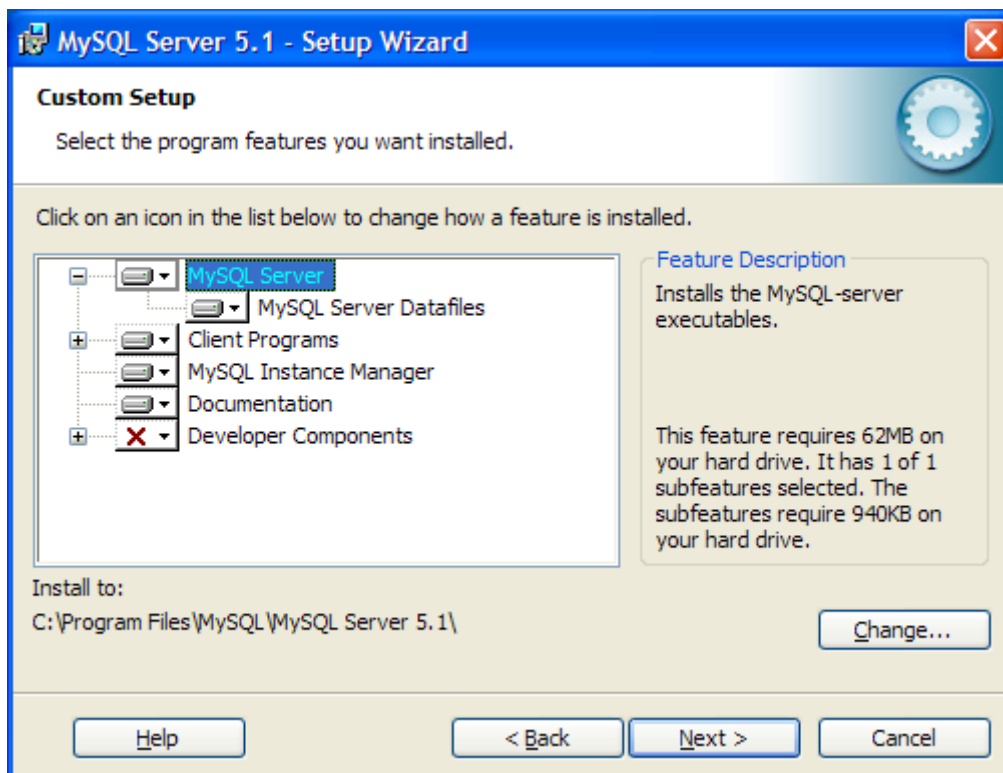 MySQL Server 5.1 - Setup Wizard
Custom Setup
Select the program features you want installed.
Click on an icon in the list below to change how a feature is installed.
MySQL Server
MySQL Server Datafiles
Client Programs
MySQL Instance Manager
Documentation
Developer Components
Feature Description
Installs the MySQL-server
executables.
This feature requires 62MB on
your hard drive. It has 1 of 1
subfeatures selected. The
subfeatures require 940KB on
your hard drive.
Install to:
C:\Program Files\MySQL\MySQL Server 5.1\
Change...
Help
< Back
Next >
Cancel